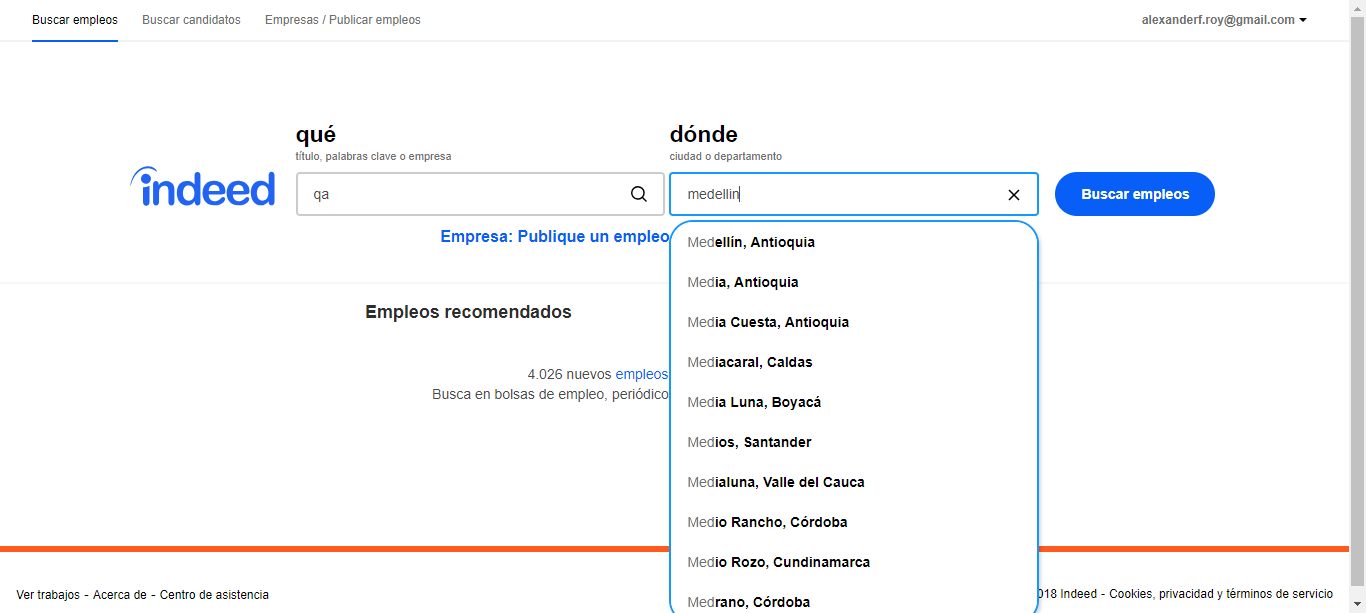 Buscar empleos Buscar candidatos Empresas / Publicar empleos alexanderf.roy@gmail.com
qué dónde
título, palabras clave o empresa ciudad o departamento
indeed qa medellin Buscar empleos
Empresa: Publique un empleo
Medellín, Antioquia
Media, Antioquia
Empleos recomendados
Media Cuesta, Antioquia
Mediacaral, Caldas
4.026 nuevos empleos
Busca en bolsas de empleo, periódico
Media Luna, Boyacá
Medios, Santander
Medialuna, Valle del Cauca
Medio Rancho, Córdoba
Medio Rozo, Cundinamarca
Medrano, Córdoba
Ver trabajos - Acerca de - Centro de asistencia 018 Indeed - Cookies, privacidad y términos de servicio